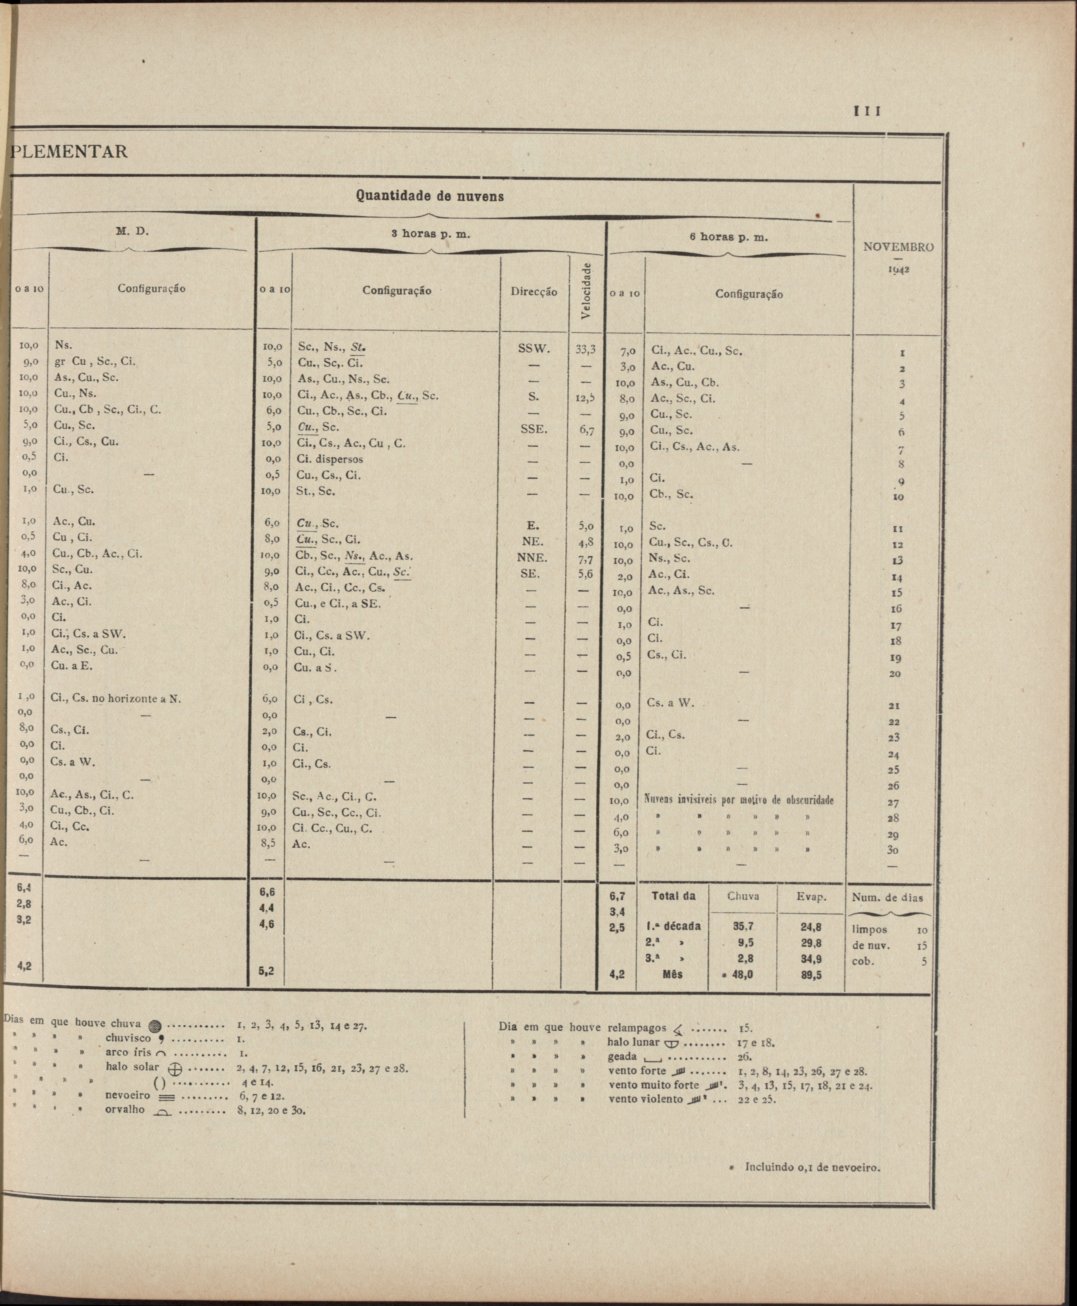 III
PLEMENTAR
Quantidade de nuvens
M. D. 3 horas p. m. 6 horas p. m. NOVEMBRO
—
1942
0 a 10 Configuração 0 a 10 Configuração Direcção Velocidade 0 a 10 Configuração
10,0 Ns. 10,0 Sc., Ns., St. SSW. 33,3 7,0 Ci., Ac., Cu., Sc. 1
9,0 gr Cu , Sc., Ci. 5,0 Cu., Sc,. Ci. — — 3,0 Ac., Cu. 2
10,0 As., Cu., Sc. 10,0 As., Cu., Ns., Sc. — — 10,0 As., Cu., Cb. 3
10,0 Cu., Ns. 10,0 Ci., Ac., As., Cb., Cu., Sc. S. 12,5 8,0 Ac., Sc., Ci. 4
10,0 Cu., Cb , Sc., Ci., C. 6,0 Cu., Cb., Sc., Ci. — — 9,0 Cu., Sc. 5
5,0 Cu., Sc. 5,0 Cu., Sc. SSE. 6,7 9,0 Cu., Sc. 6
9,0 Ci., Cs., Cu. 10,0 Ci., Cs., Ac., Cu , C. — — 10,0 Ci., Cs., Ac., As. 7
0,5 Ci. 0,0 Ci. dispersos — — 0,0 — 8
0,0 — 0,5 Cu., Cs., Ci. — — 1,0 Ci. 9
1,0 Cu., Sc. 10,0 St., Sc. — — 10,0 Cb., Sc. 10
1,0 Ac., Cu. 6,0 Cu., Sc. E. 5,0 1,0 Sc. 11
0,5 Cu , Ci. 8,0 Cu., Sc., Ci. NE. 4,8 10,0 Cu., Sc., Cs., C. 12
4,0 Cu., Cb., Ac., Ci. 10,0 Cb., Sc., Ns., Ac., As. NNE. 7,7 10,0 Ns., Sc. 13
10,0 Sc., Cu. 9,0 Ci., Cc., Ac., Cu., Sc. SE. 5,6 2,0 Ac., Ci. 14
8,0 Ci., Ac. 8,0 Ac., Ci., Cc., Cs. — — 10,0 Ac., As., Sc. 15
3,0 Ac., Ci. 0,5 Cu., e Ci., a SE. — — 0,0 — 16
0,0 Ci. 1,0 Ci. — — 1,0 Ci. 17
1,0 Ci., Cs. a SW. 1,0 Ci., Cs. a SW. — — 0,0 Ci. 18
1,0 Ac., Sc., Cu. 1,0 Cu., Ci. — — 0,5 Cs., Ci. 19
0,0 Cu. a E. 0,0 Cu. a S. — — 0,0 — 20
1 ,0 Ci., Cs. no horizonte a N. 6,0 Ci , Cs. — — 0,0 Cs. a W. 21
0,0 — 0,0 — — — 0,0 — 22
8,0 Cs., Ci. 2,0 Cs., Ci. — — 2,0 Ci., Cs. 23
0,0 Ci. 0,0 Ci. — — 0,0 Ci. 24
0,0 Cs. a W. 1,0 Ci., Cs. — — 0,0 — 25
0,0 — 0,0 — — — 0,0 — 26
10,0 Ac., As., Ci., C. 10,0 Sc., Ac., Ci., C. — — 10,0 Nuvens invisíveis por motivo de obscuridade 27
3,0 Cu., Cb., Ci. 9,0 Cu., Sc., Cc., Ci. — — 4,0 » » » » » » 28
4,0 Ci., Cc. 10,0 Ci. Cc., Cu., C. — — 6,0 » » » » » » 29
6,0 Ac. 8,5 Ac. — — 3,0 » » » » » » 30
— — — — — — — — —
6,4 6,6 6,7 Total da Chuva Evap. Num. de dias
2,8 4,4 3,4
3,2 4,6 2,5 1.ª década 35,7 24,8 limpos 10
2.ª » 9,5 29,8 de nuv. 15
3.ª » 2,8 34,9 cob. 5
4,2 5,2 4,2 Mês * 48,0 89,5
Dias em que houve chuva ........... 1, 2, 3, 4, 5, 13, 14 e 27.
» » » » chuvisco .......... 1.
» » » » arco íris .......... 1.
» » » » halo solar ....... 2, 4, 7, 12, 15, 16, 21, 23, 27 e 28.
» » » » ( ) ........... 4 e 14.
» » » » nevoeiro ......... 6, 7 e 12.
» » » » orvalho ......... 8, 12, 20 e 30.
Dia em que houve relampagos ....... 15.
» » » » halo lunar ........ 17 e 18.
» » » » geada ........... 26.
» » » » vento forte ....... 1, 2, 8, 14, 23, 26, 27 e 28.
» » » » vento muito forte . 3, 4, 13, 15, 17, 18, 21 e 24.
» » » » vento violento ... 22 e 25.
* Incluindo 0,1 de nevoeiro.